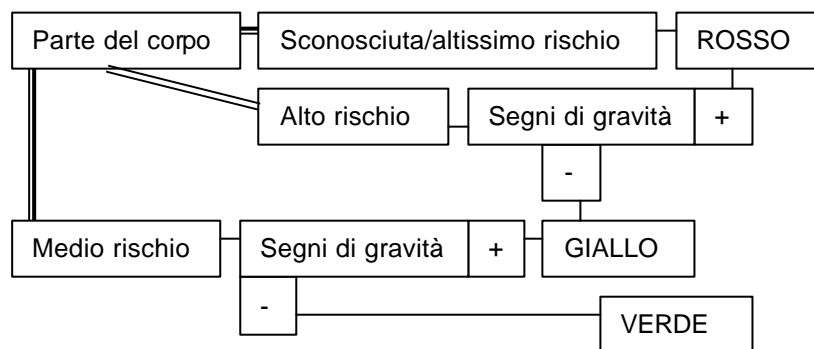 Parte del corpo
Sconosciuta/altissimo rischio
ROSSO
Alto rischio
Segni di gravità
+
-
Medio rischio
Segni di gravità
+
GIALLO
-
VERDE